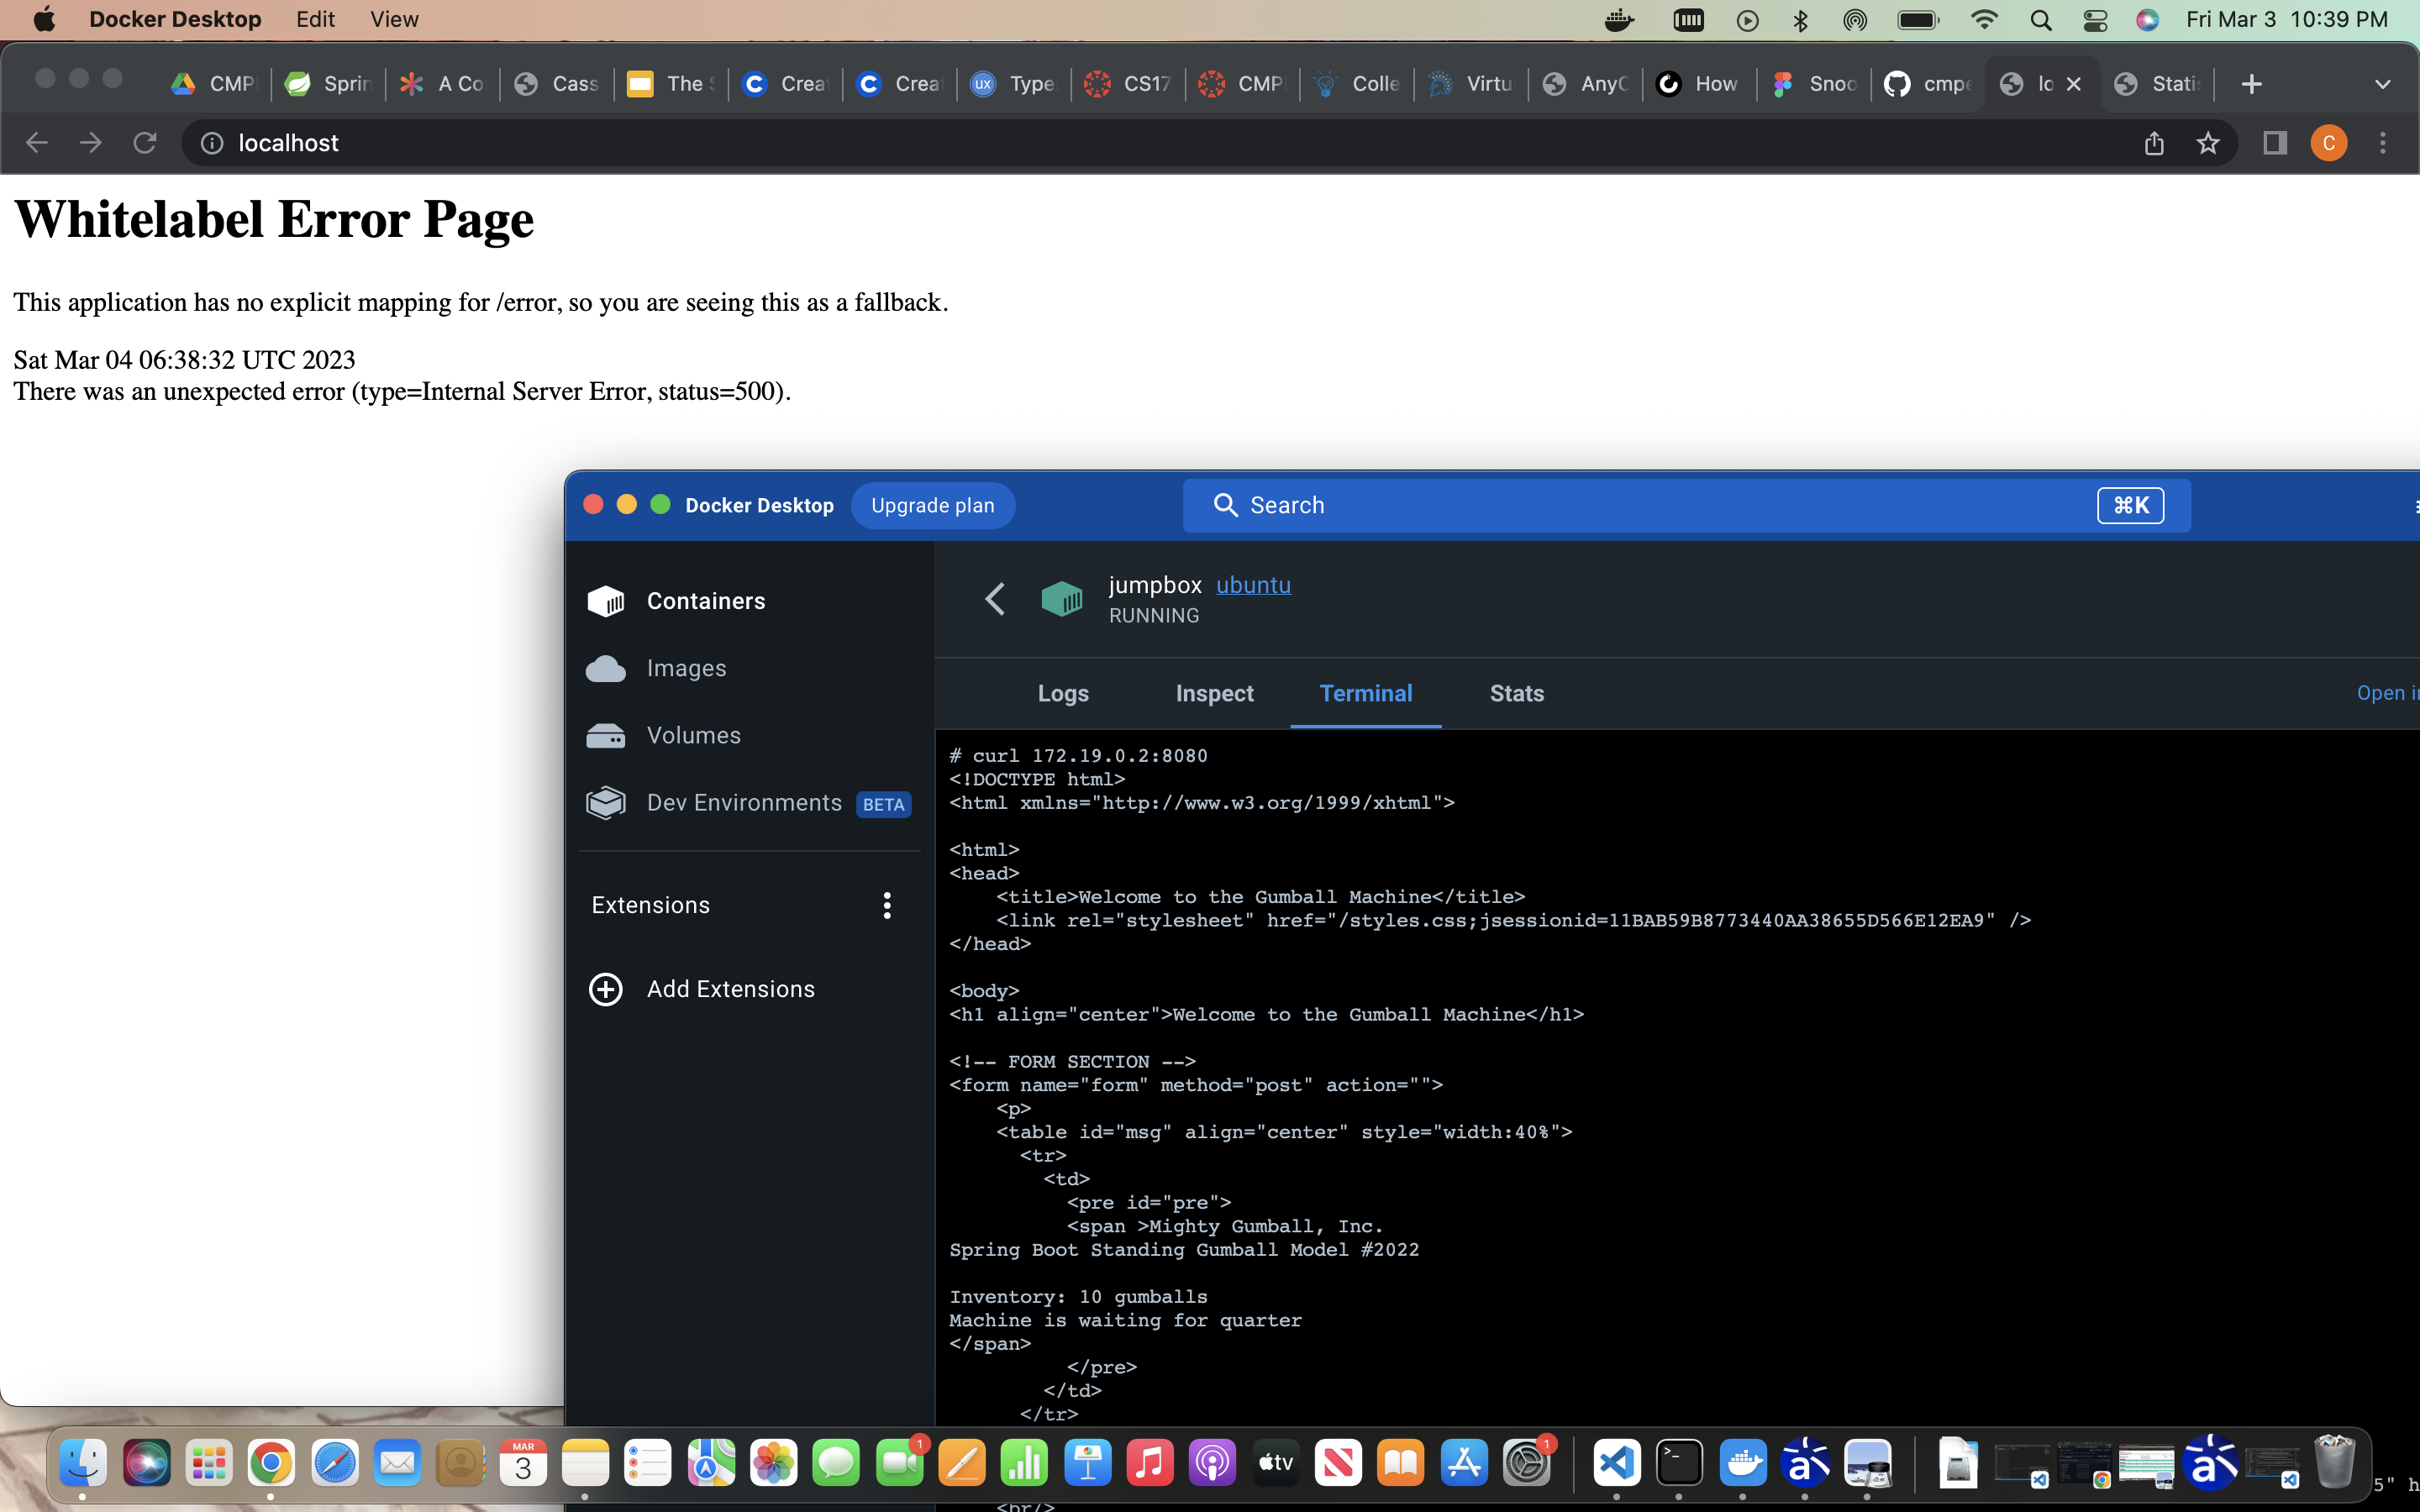 Docker Desktop Edit View Fri Mar 3 10:39 PM
CMP Sprin A Co Cass The S Crea Crea Type CS17 CMP Colle Virtu AnyC How Snoo cmpe lo Statis
localhost C
Whitelabel Error Page
This application has no explicit mapping for /error, so you are seeing this as a fallback.
Sat Mar 04 06:38:32 UTC 2023
There was an unexpected error (type=Internal Server Error, status=500).
Docker Desktop Upgrade plan Search ⌘K
Containers
Images
Volumes
Dev Environments BETA
Extensions
Add Extensions
jumpbox ubuntu
RUNNING
Logs Inspect Terminal Stats Open in
# curl 172.19.0.2:8080
<!DOCTYPE html>
<html xmlns="http://www.w3.org/1999/xhtml">
<html>
<head>
<title>Welcome to the Gumball Machine</title>
<link rel="stylesheet" href="/styles.css;jsessionid=11BAB59B8773440AA38655D566E12EA9" />
</head>
<body>
<h1 align="center">Welcome to the Gumball Machine</h1>
<!-- FORM SECTION -->
<form name="form" method="post" action="">
<p>
<table id="msg" align="center" style="width:40%">
<tr>
<td>
<pre id="pre">
<span >Mighty Gumball, Inc.
Spring Boot Standing Gumball Model #2022
Inventory: 10 gumballs
Machine is waiting for quarter
</span>
</pre>
</td>
</tr>
MAR
3
1
tv
1
5" h
<br/>